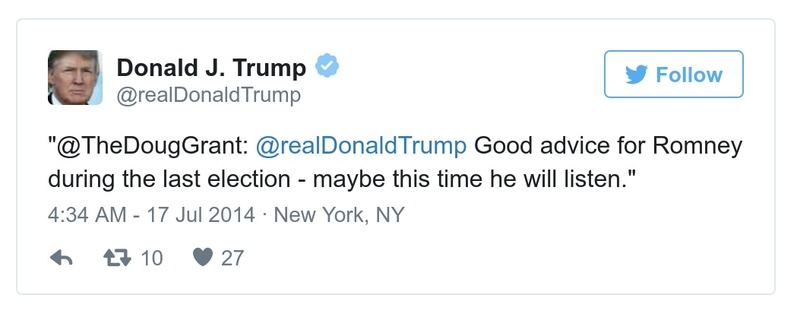 Donald J. Trump
@realDonaldTrump
Follow
"@TheDougGrant: @realDonaldTrump Good advice for Romney
during the last election - maybe this time he will listen."
4:34 AM - 17 Jul 2014 · New York, NY
10 27